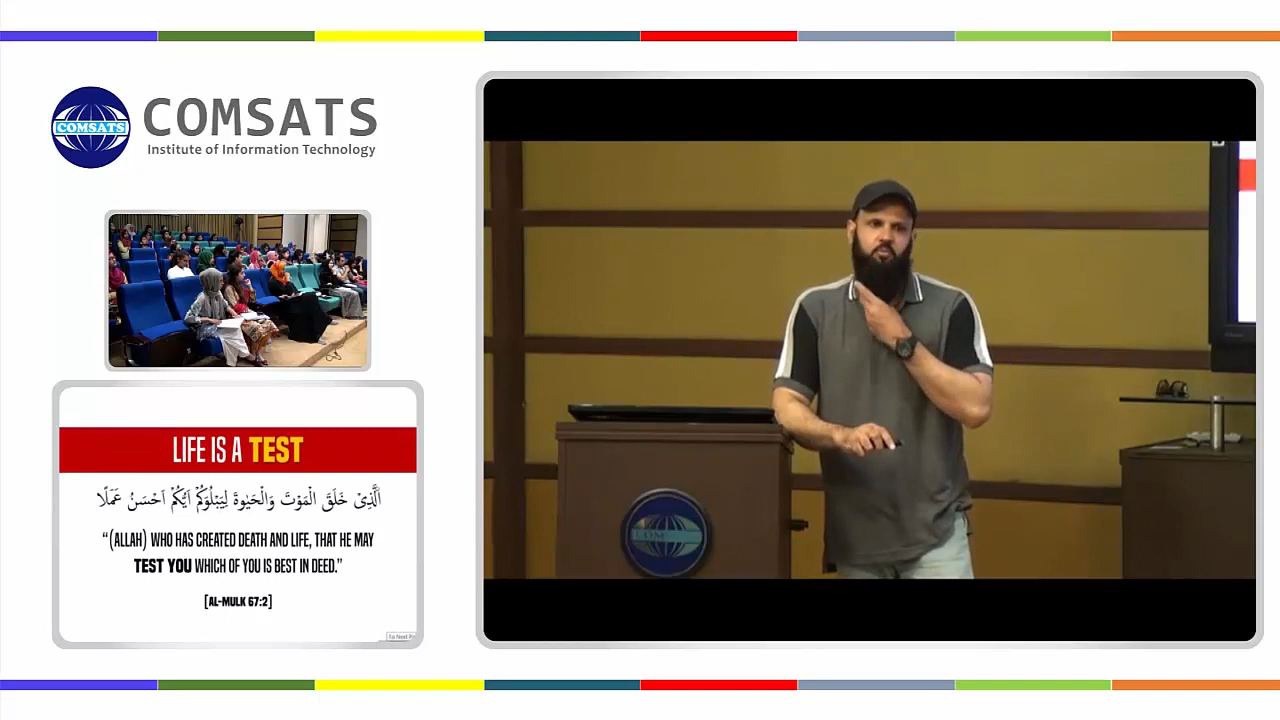 COMSATS
COMSATS
Institute of Information Technology
LIFE IS A TEST
الَّذِىْ خَلَقَ الْمَوْتَ وَالْحَيٰوةَ لِيَبْلُوَكُمْ اَيُّكُمْ اَحْسَنُ عَمَلًا
“(ALLAH) WHO HAS CREATED DEATH AND LIFE, THAT HE MAY
TEST YOU WHICH OF YOU IS BEST IN DEED.”
[AL-MULK 67:2]
COM